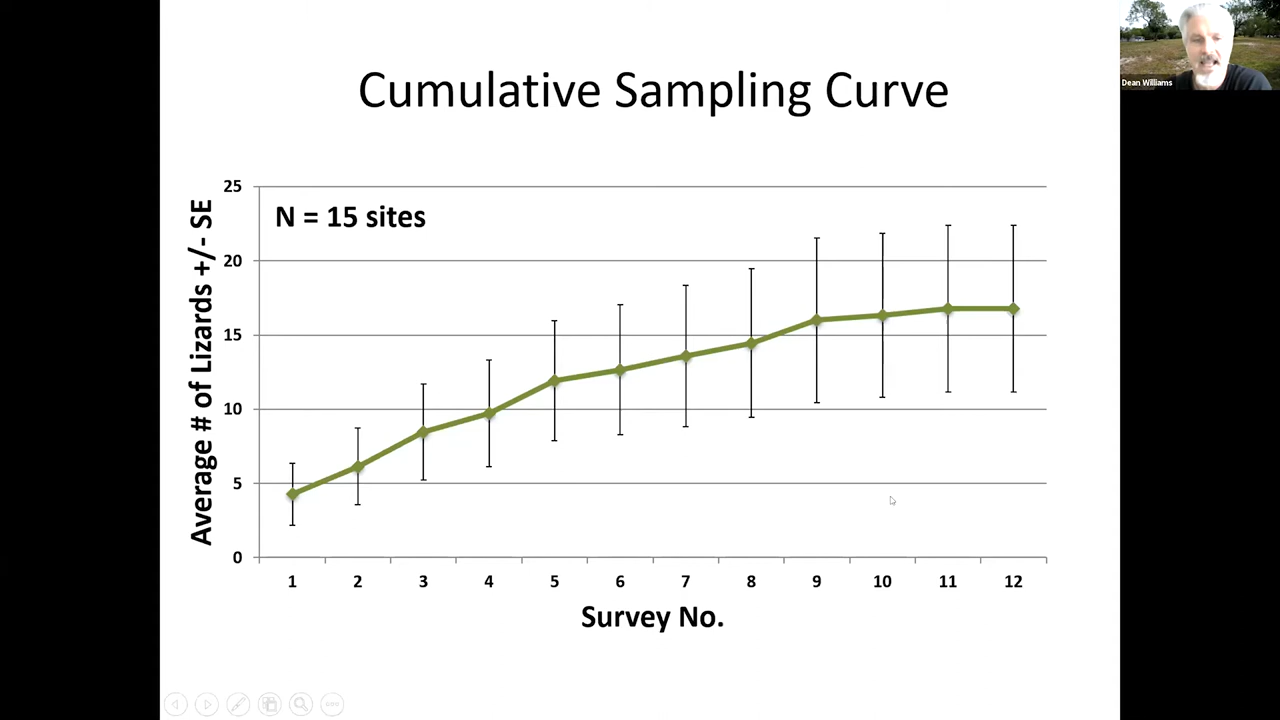 Cumulative Sampling Curve
Dean Williams
Average # of Lizards +/- SE
25
20
15
10
5
0
N = 15 sites
1 2 3 4 5 6 7 8 9 10 11 12
Survey No.